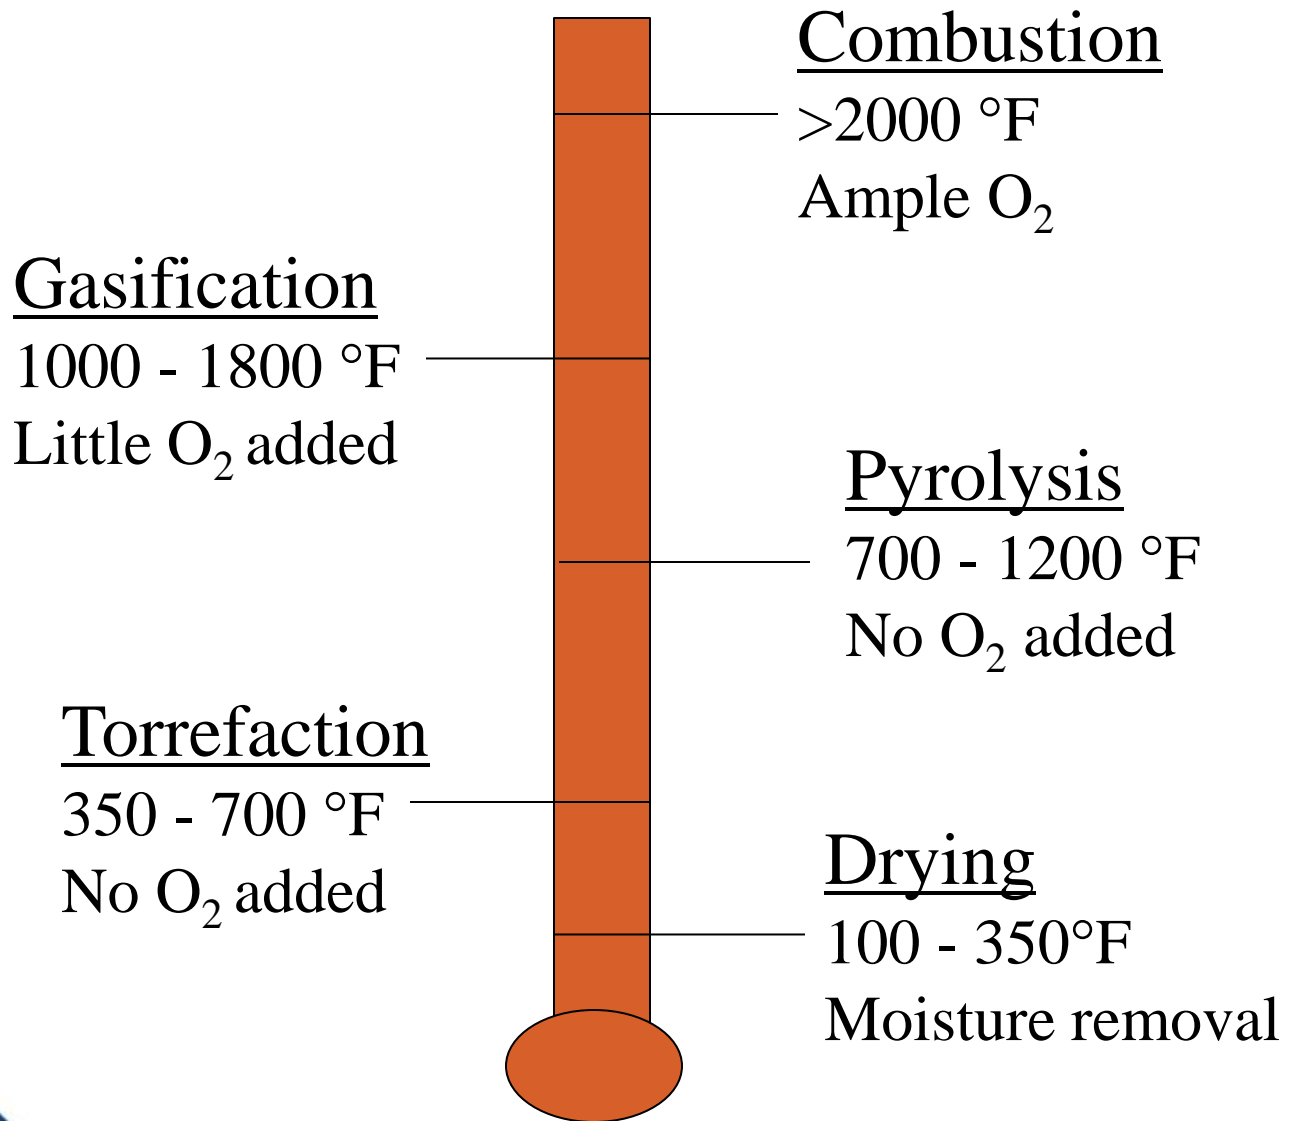 Combustion
>2000 °F
Ample O₂
Gasification
1000 - 1800 °F
Little O₂ added
Pyrolysis
700 - 1200 °F
No O₂ added
Torrefaction
350 - 700 °F
No O₂ added
Drying
100 - 350°F
Moisture removal